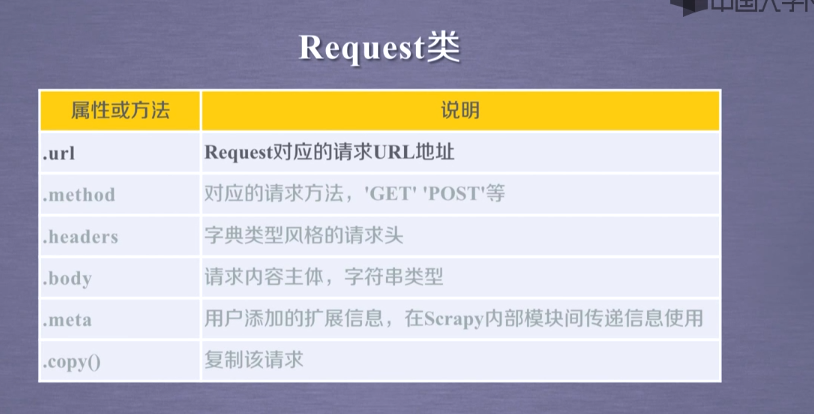 中国大学
Request类
属性或方法 说明
.url Request对应的请求URL地址
.method 对应的请求方法，'GET' 'POST'等
.headers 字典类型风格的请求头
.body 请求内容主体，字符串类型
.meta 用户添加的扩展信息，在Scrapy内部模块间传递信息使用
.copy() 复制该请求